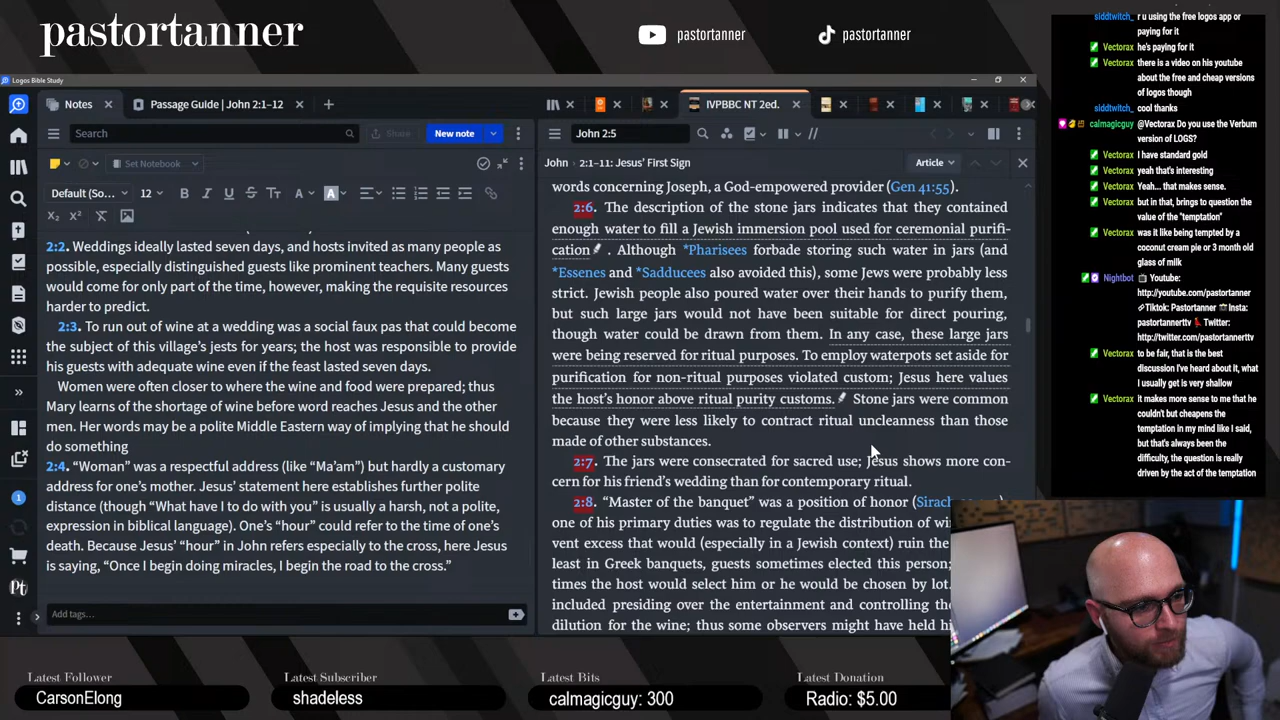 pastortanner
pastortanner
pastortanner
Logos Bible Study
Notes
Passage Guide | John 2:1–12
IVPBBC NT 2ed.
Search
Share
New note
John 2:5
Set Notebook
John
2:1–11: Jesus’ First Sign
Article
Default (So...
12
2:2. Weddings ideally lasted seven days, and hosts invited as many people as
possible, especially distinguished guests like prominent teachers. Many guests
would come for only part of the time, however, making the requisite resources
harder to predict.
2:3. To run out of wine at a wedding was a social faux pas that could become
the subject of this village’s jests for years; the host was responsible to provide
his guests with adequate wine even if the feast lasted seven days.
Women were often closer to where the wine and food were prepared; thus
Mary learns of the shortage of wine before word reaches Jesus and the other
men. Her words may be a polite Middle Eastern way of implying that he should
do something
2:4. “Woman” was a respectful address (like “Ma’am”) but hardly a customary
address for one’s mother. Jesus’ statement here establishes further polite
distance (though “What have I to do with you” is usually a harsh, not a polite,
expression in biblical language). One’s “hour” could refer to the time of one’s
death. Because Jesus’ “hour” in John refers especially to the cross, here Jesus
is saying, “Once I begin doing miracles, I begin the road to the cross.”
Add tags...
words concerning Joseph, a God-empowered provider (Gen 41:55).
2:6. The description of the stone jars indicates that they contained
enough water to fill a Jewish immersion pool used for ceremonial purifi-
cation. Although *Pharisees forbade storing such water in jars (and
*Essenes and *Sadducees also avoided this), some Jews were probably less
strict. Jewish people also poured water over their hands to purify them,
but such large jars would not have been suitable for direct pouring,
though water could be drawn from them. In any case, these large jars
were being reserved for ritual purposes. To employ waterpots set aside for
purification for non-ritual purposes violated custom; Jesus here values
the host’s honor above ritual purity customs. Stone jars were common
because they were less likely to contract ritual uncleanness than those
made of other substances.
2:7. The jars were consecrated for sacred use; Jesus shows more con-
cern for his friend’s wedding than for contemporary ritual.
2:8. “Master of the banquet” was a position of honor (Sirach
one of his primary duties was to regulate the distribution of
vent excess that would (especially in a Jewish context) ruin the
least in Greek banquets, guests sometimes elected this person;
times the host would select him or he would be chosen by lot.
included presiding over the entertainment and controlling the
dilution for the wine; thus some observers might have held
siddtwitch_ r u using the free logos app or
paying for it
Vectorax he's paying for it
Vectorax there is a video on his youtube
about the free and cheap versions
of logos though
siddtwitch_ cool thanks
calmagicguy @Vectorax Do you use the Verbum
version of LOGS?
Vectorax I have standard gold
Vectorax yeah that's interesting
Vectorax Yeah... that makes sense.
Vectorax but in that, brings to question the
value of the "temptation"
Vectorax was it like being tempted by a
coconut cream pie or 3 month old
glass of milk
Nightbot Youtube:
http://youtube.com/pastortanner
Tiktok: Pastortanner Insta:
pastortannerttv Twitter:
http://twitter.com/pastortannerttv
Vectorax to be fair, that is the best
discussion I've heard about it, what
I usually get is very shallow
Vectorax it makes more sense to me that he
couldn't but cheapens the
temptation in my mind like I said,
but that's always been the
difficulty, the question is really
driven by the act of the temptation
1
Pt
Latest Follower
CarsonElong
Latest Subscriber
shadeless
Latest Bits
calmagicguy: 300
Latest Donation
Radio: $5.00